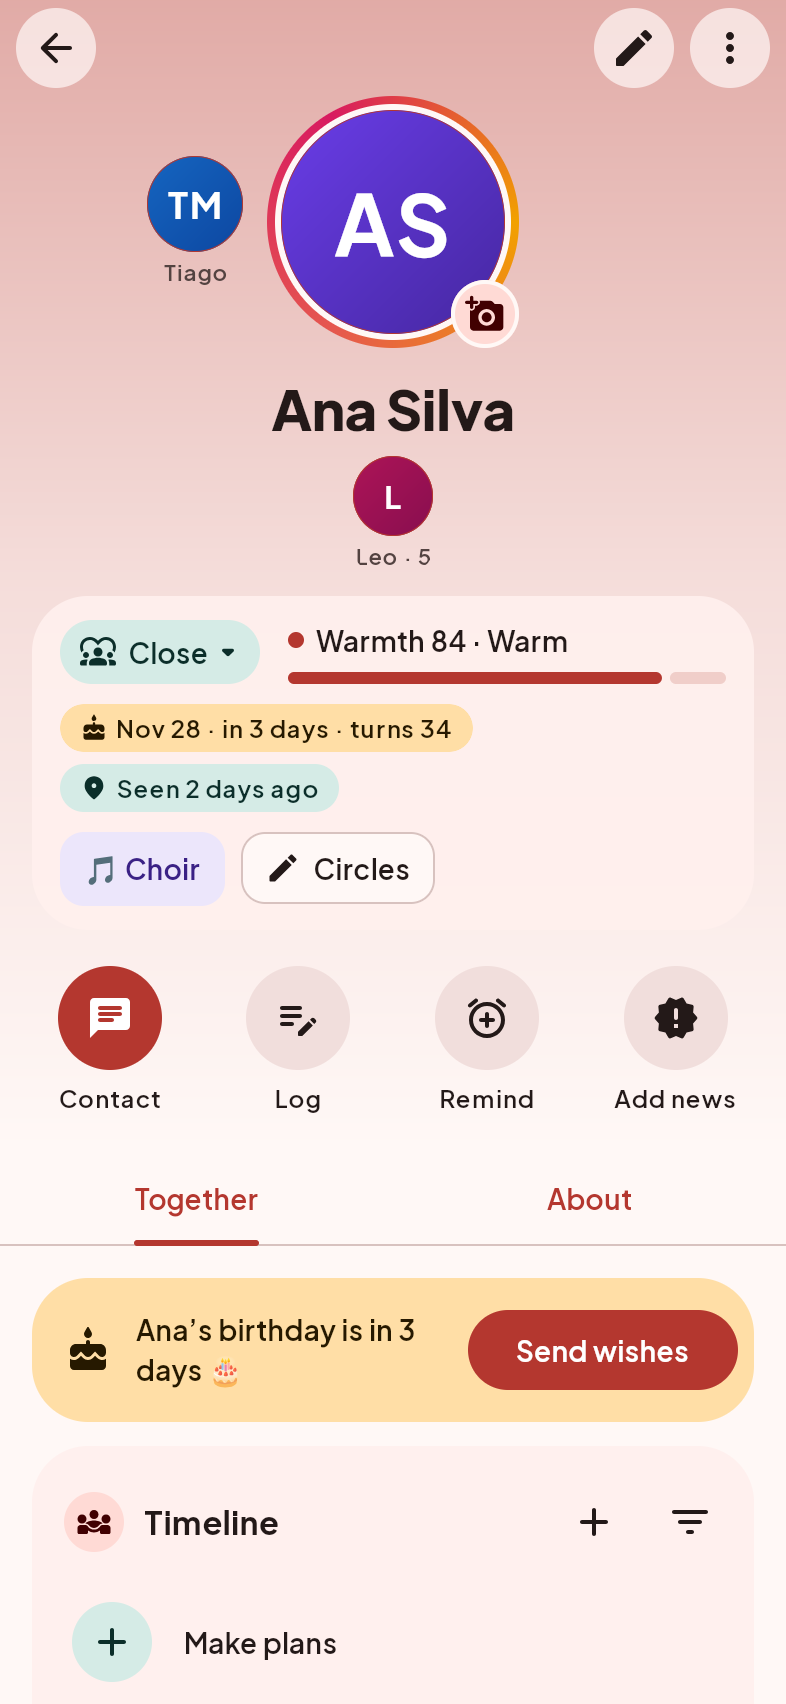 TM
AS
Tiago
Ana Silva
L
Leo · 5
Close
Warmth 84 · Warm
Nov 28 · in 3 days · turns 34
Seen 2 days ago
🎵 Choir
Circles
Contact
Log
Remind
Add news
Together
About
Ana’s birthday is in 3
days 🎂
Send wishes
Timeline
Make plans